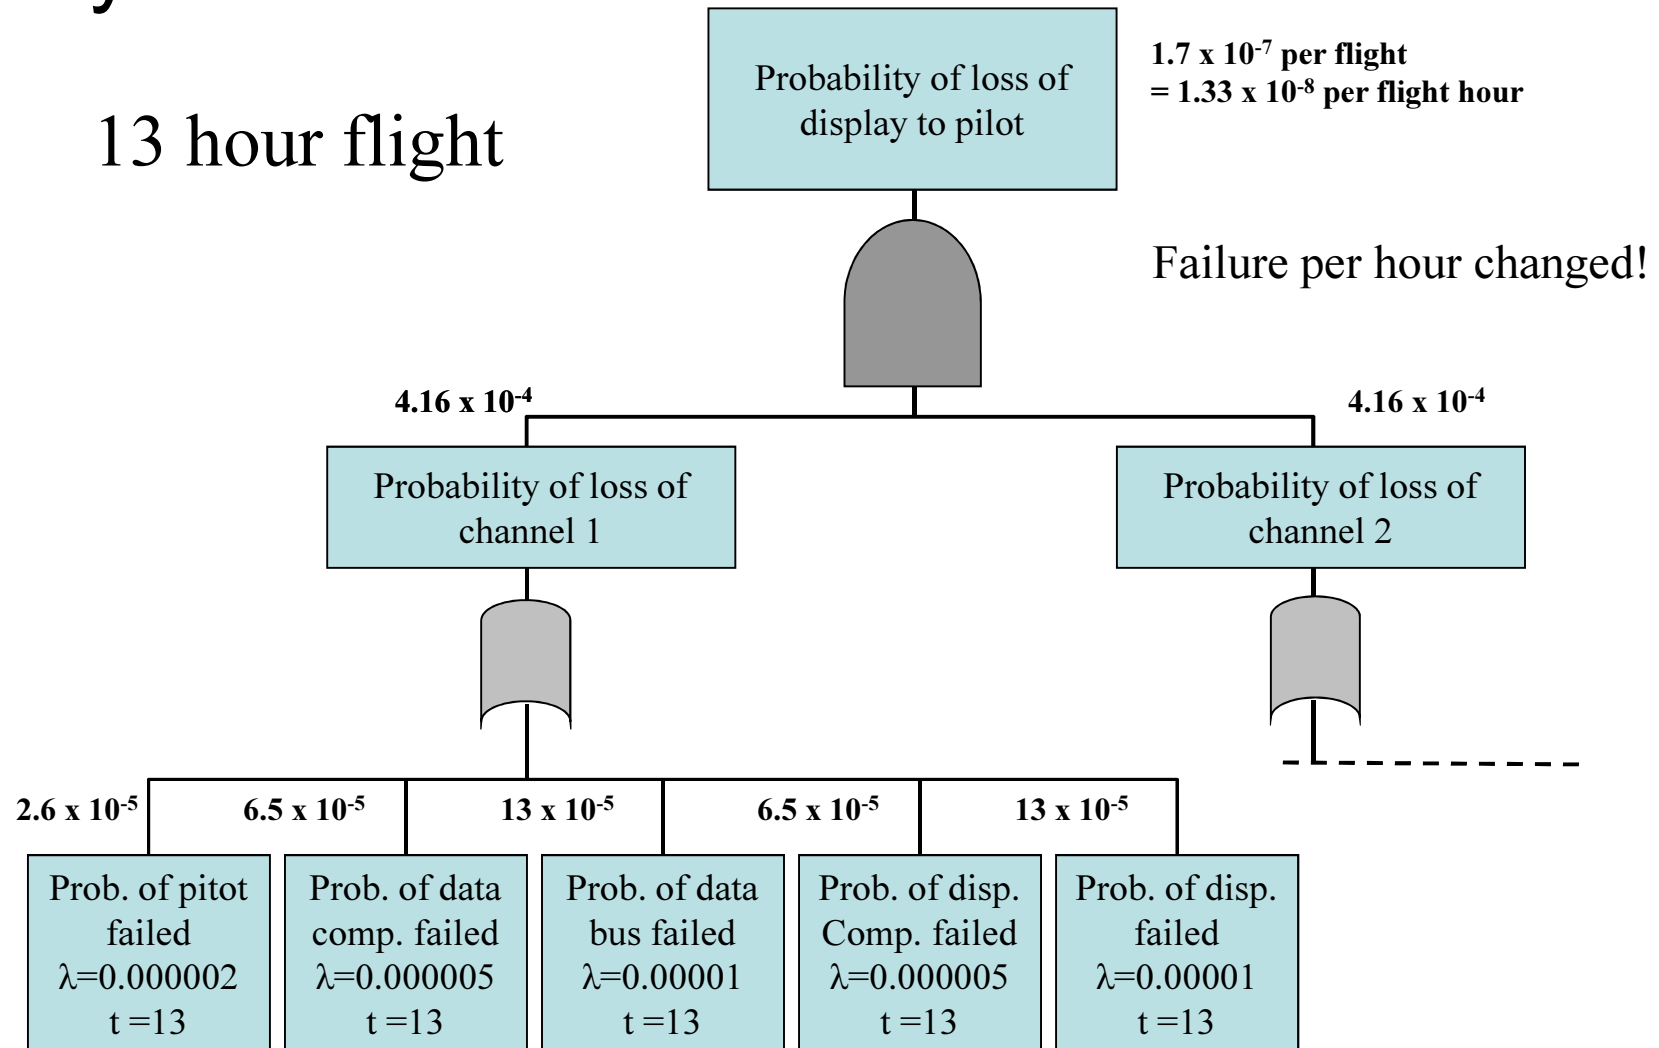 13 hour flight
Probability of loss of
display to pilot
1.7 x 10⁻⁷ per flight
= 1.33 x 10⁻⁸ per flight hour
Failure per hour changed!
4.16 x 10⁻⁴
4.16 x 10⁻⁴
Probability of loss of
channel 1
Probability of loss of
channel 2
2.6 x 10⁻⁵
6.5 x 10⁻⁵
13 x 10⁻⁵
6.5 x 10⁻⁵
13 x 10⁻⁵
Prob. of pitot
failed
λ=0.000002
t =13
Prob. of data
comp. failed
λ=0.000005
t =13
Prob. of data
bus failed
λ=0.00001
t =13
Prob. of disp.
Comp. failed
λ=0.000005
t =13
Prob. of disp.
failed
λ=0.00001
t =13